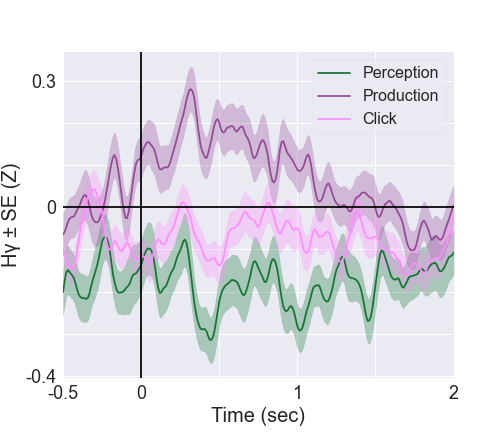 Perception
Production
Click
0.3
0
-0.4
-0.5
0
1
2
Hγ ± SE (Z)
Time (sec)